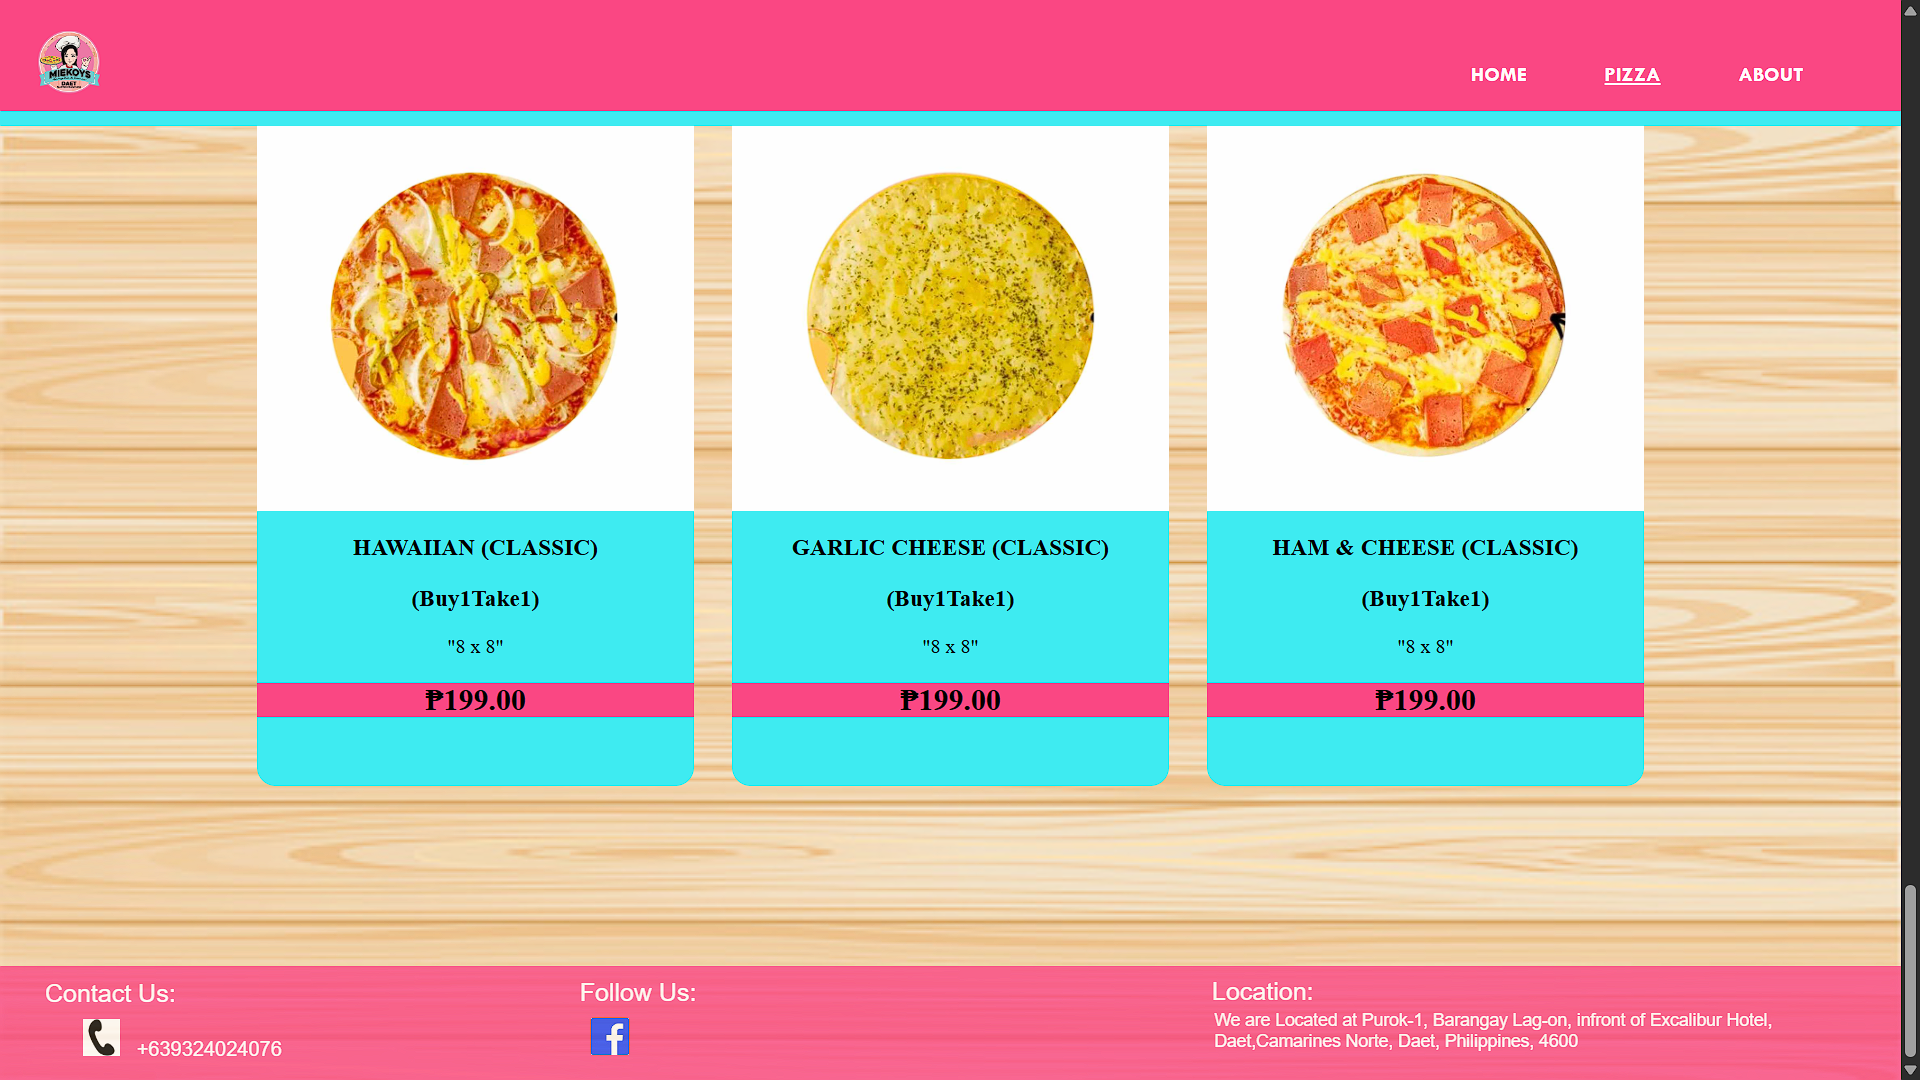 MIEKOYS
DAET
HOME
PIZZA
ABOUT
HAWAIIAN (CLASSIC)
(Buy1Take1)
"8 x 8"
₱199.00
GARLIC CHEESE (CLASSIC)
(Buy1Take1)
"8 x 8"
₱199.00
HAM & CHEESE (CLASSIC)
(Buy1Take1)
"8 x 8"
₱199.00
Contact Us:
+639324024076
Follow Us:
Location:
We are Located at Purok-1, Barangay Lag-on, infront of Excalibur Hotel,
Daet,Camarines Norte, Daet, Philippines, 4600